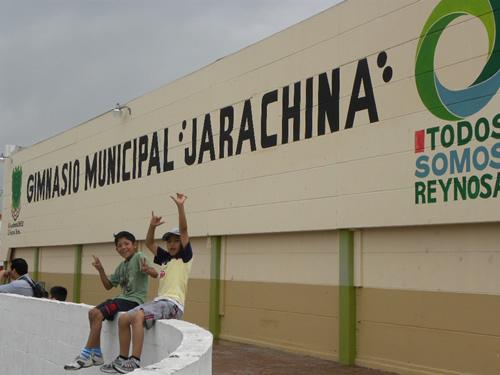 GIMNASIO MUNICIPAL "JARACHINA"
¡TODOS
SOMOS
REYNOSA